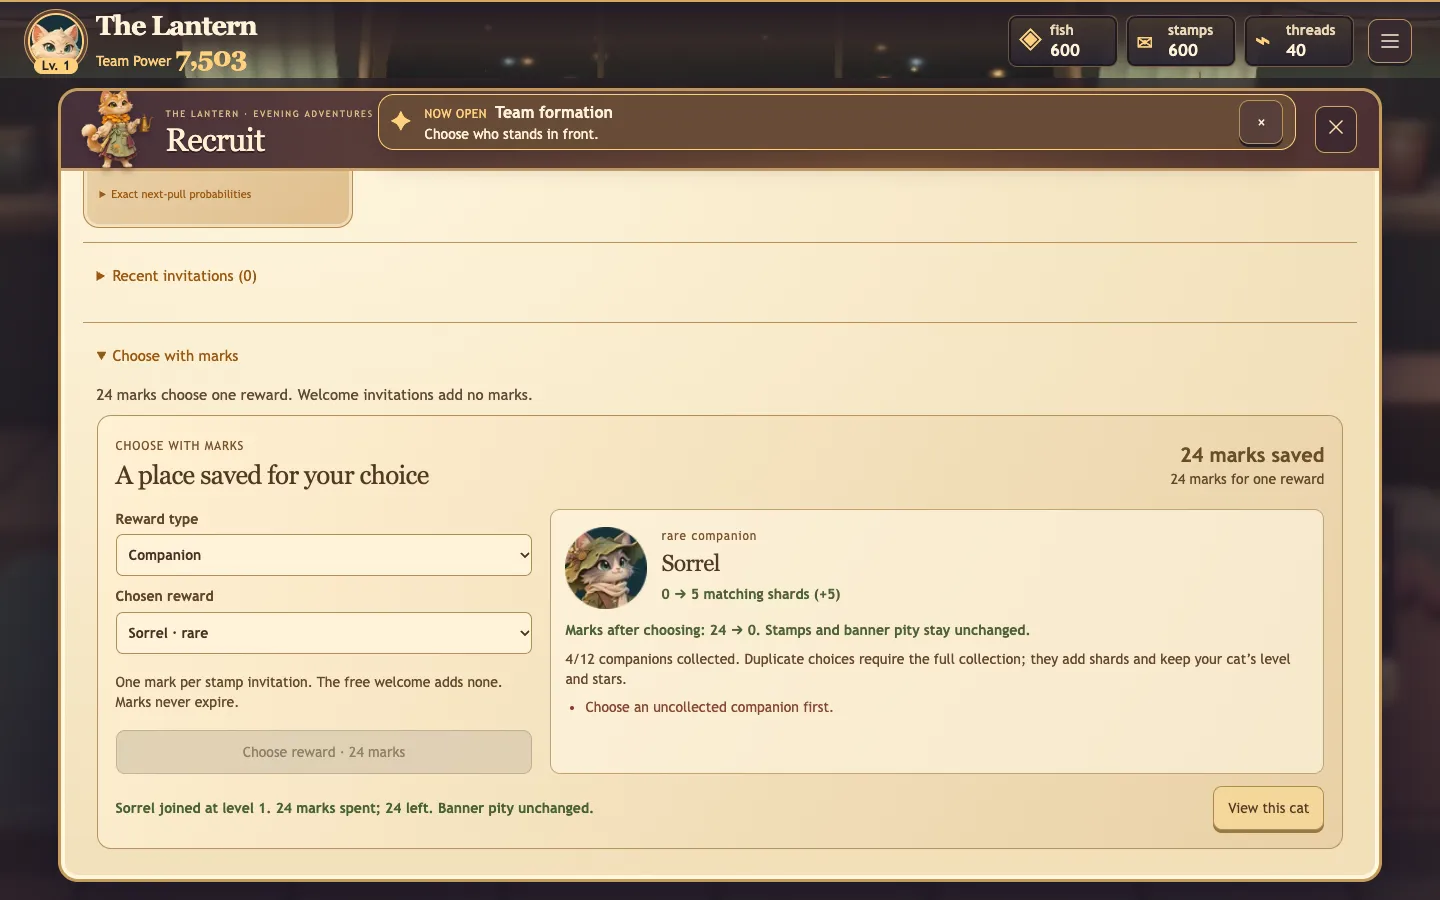 The Lantern
Lv. 1
Team Power 7,503
fish
600
stamps
600
threads
40
THE LANTERN · EVENING ADVENTURES
Recruit
NOW OPEN Team formation
Choose who stands in front.
Exact next-pull probabilities
Recent invitations (0)
Choose with marks
24 marks choose one reward. Welcome invitations add no marks.
CHOOSE WITH MARKS
A place saved for your choice
24 marks saved
24 marks for one reward
Reward type
Companion
Chosen reward
Sorrel · rare
One mark per stamp invitation. The free welcome adds none.
Marks never expire.
Choose reward · 24 marks
rare companion
Sorrel
0 → 5 matching shards (+5)
Marks after choosing: 24 → 0. Stamps and banner pity stay unchanged.
4/12 companions collected. Duplicate choices require the full collection; they add shards and keep your cat's level
and stars.
• Choose an uncollected companion first.
Sorrel joined at level 1. 24 marks spent; 24 left. Banner pity unchanged.
View this cat